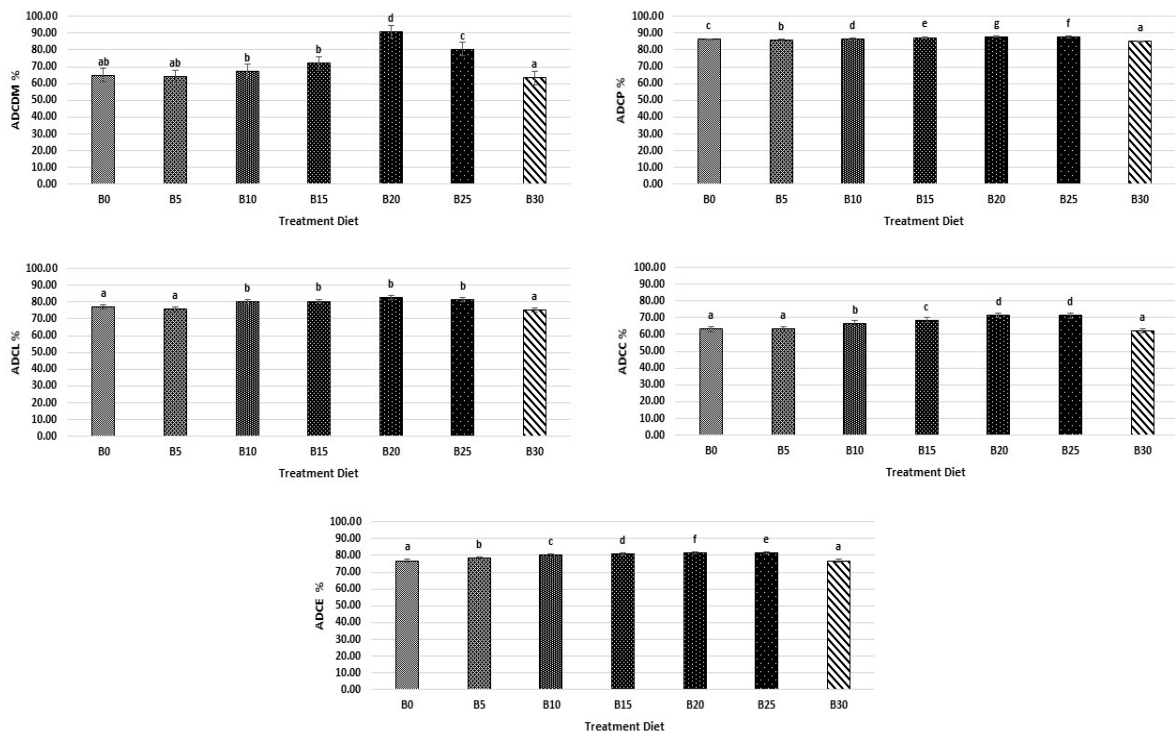 ADCDM %
100.00
90.00
80.00
70.00
60.00
50.00
40.00
30.00
20.00
10.00
0.00
ab ab b b d c a
B0 B5 B10 B15 B20 B25 B30
Treatment Diet
ADCP %
100.00
90.00
80.00
70.00
60.00
50.00
40.00
30.00
20.00
10.00
0.00
c b d e g f a
B0 B5 B10 B15 B20 B25 B30
Treatment Diet
ADCL %
100.00
90.00
80.00
70.00
60.00
50.00
40.00
30.00
20.00
10.00
0.00
a a b b b b a
B0 B5 B10 B15 B20 B25 B30
Treatment Diet
ADCC %
100.00
90.00
80.00
70.00
60.00
50.00
40.00
30.00
20.00
10.00
0.00
a a b c d d a
B0 B5 B10 B15 B20 B25 B30
Treatment Diet
ADCE %
100.00
90.00
80.00
70.00
60.00
50.00
40.00
30.00
20.00
10.00
0.00
a b c d f e a
B0 B5 B10 B15 B20 B25 B30
Treatment Diet